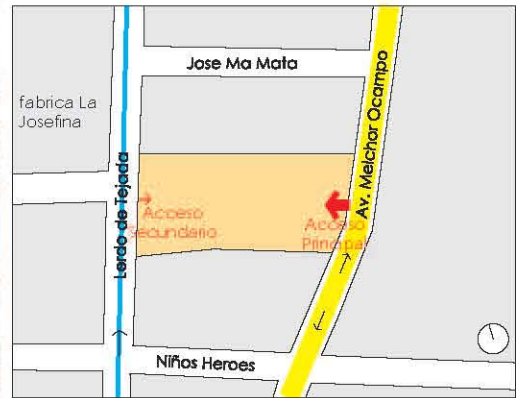 Jose Ma Mata
fabrica La
Josefina
Av. Melchor Ocampo
Lerdo de Tejada
Acceso
Secundario
Acceso
Principal
Niños Heroes